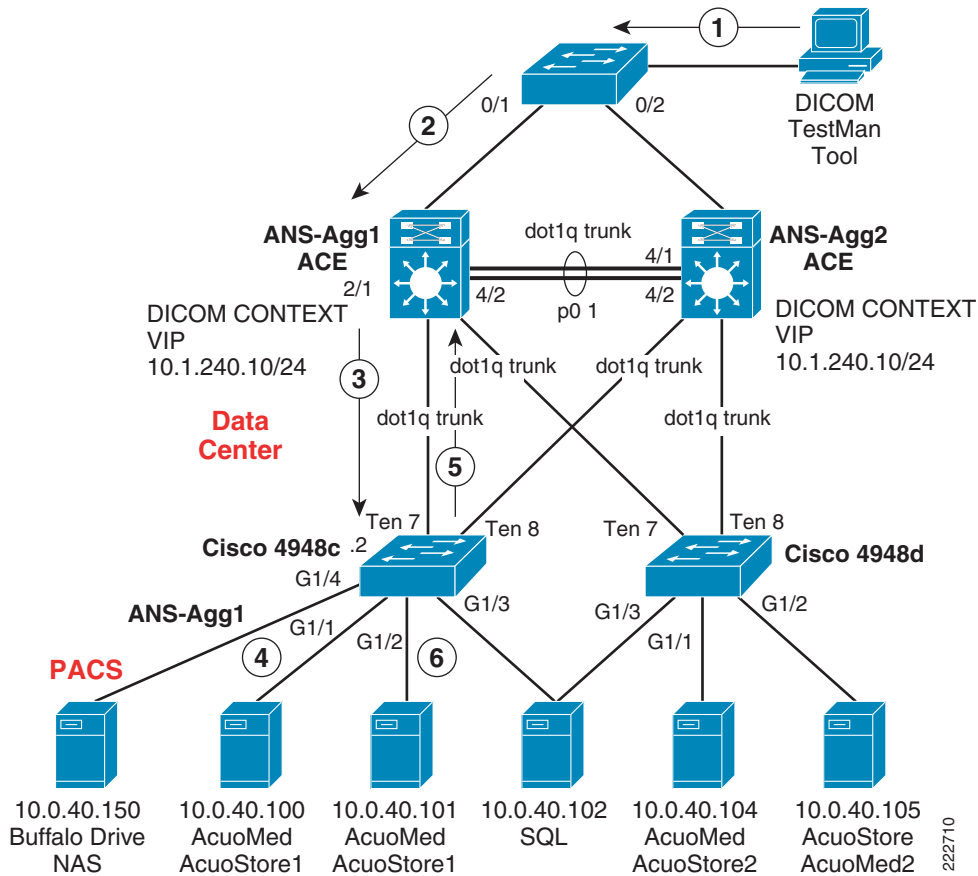 1
DICOM
TestMan
Tool
0/1
0/2
2
ANS-Agg1
ACE
dot1q trunk
4/1
ANS-Agg2
ACE
2/1
4/2
p0 1
4/2
DICOM CONTEXT
VIP
10.1.240.10/24
DICOM CONTEXT
VIP
10.1.240.10/24
3
dot1q trunk
dot1q trunk
Data
Center
dot1q trunk
dot1q trunk
5
Ten 7
Ten 8
Ten 7
Ten 8
Cisco 4948c
.2
Cisco 4948d
G1/4
G1/3
G1/3
G1/2
ANS-Agg1
G1/1
G1/2
G1/1
4
6
PACS
10.0.40.150
Buffalo Drive
NAS
10.0.40.100
AcuoMed
AcuoStore1
10.0.40.101
AcuoMed
AcuoStore1
10.0.40.102
SQL
10.0.40.104
AcuoMed
AcuoStore2
10.0.40.105
AcuoStore
AcuoMed2
222710